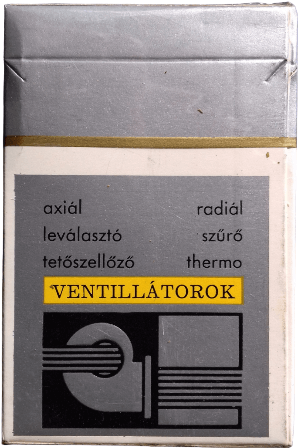 axiál radiál
leválasztó szűrő
tetőszellőző thermo
VENTILLÁTOROK